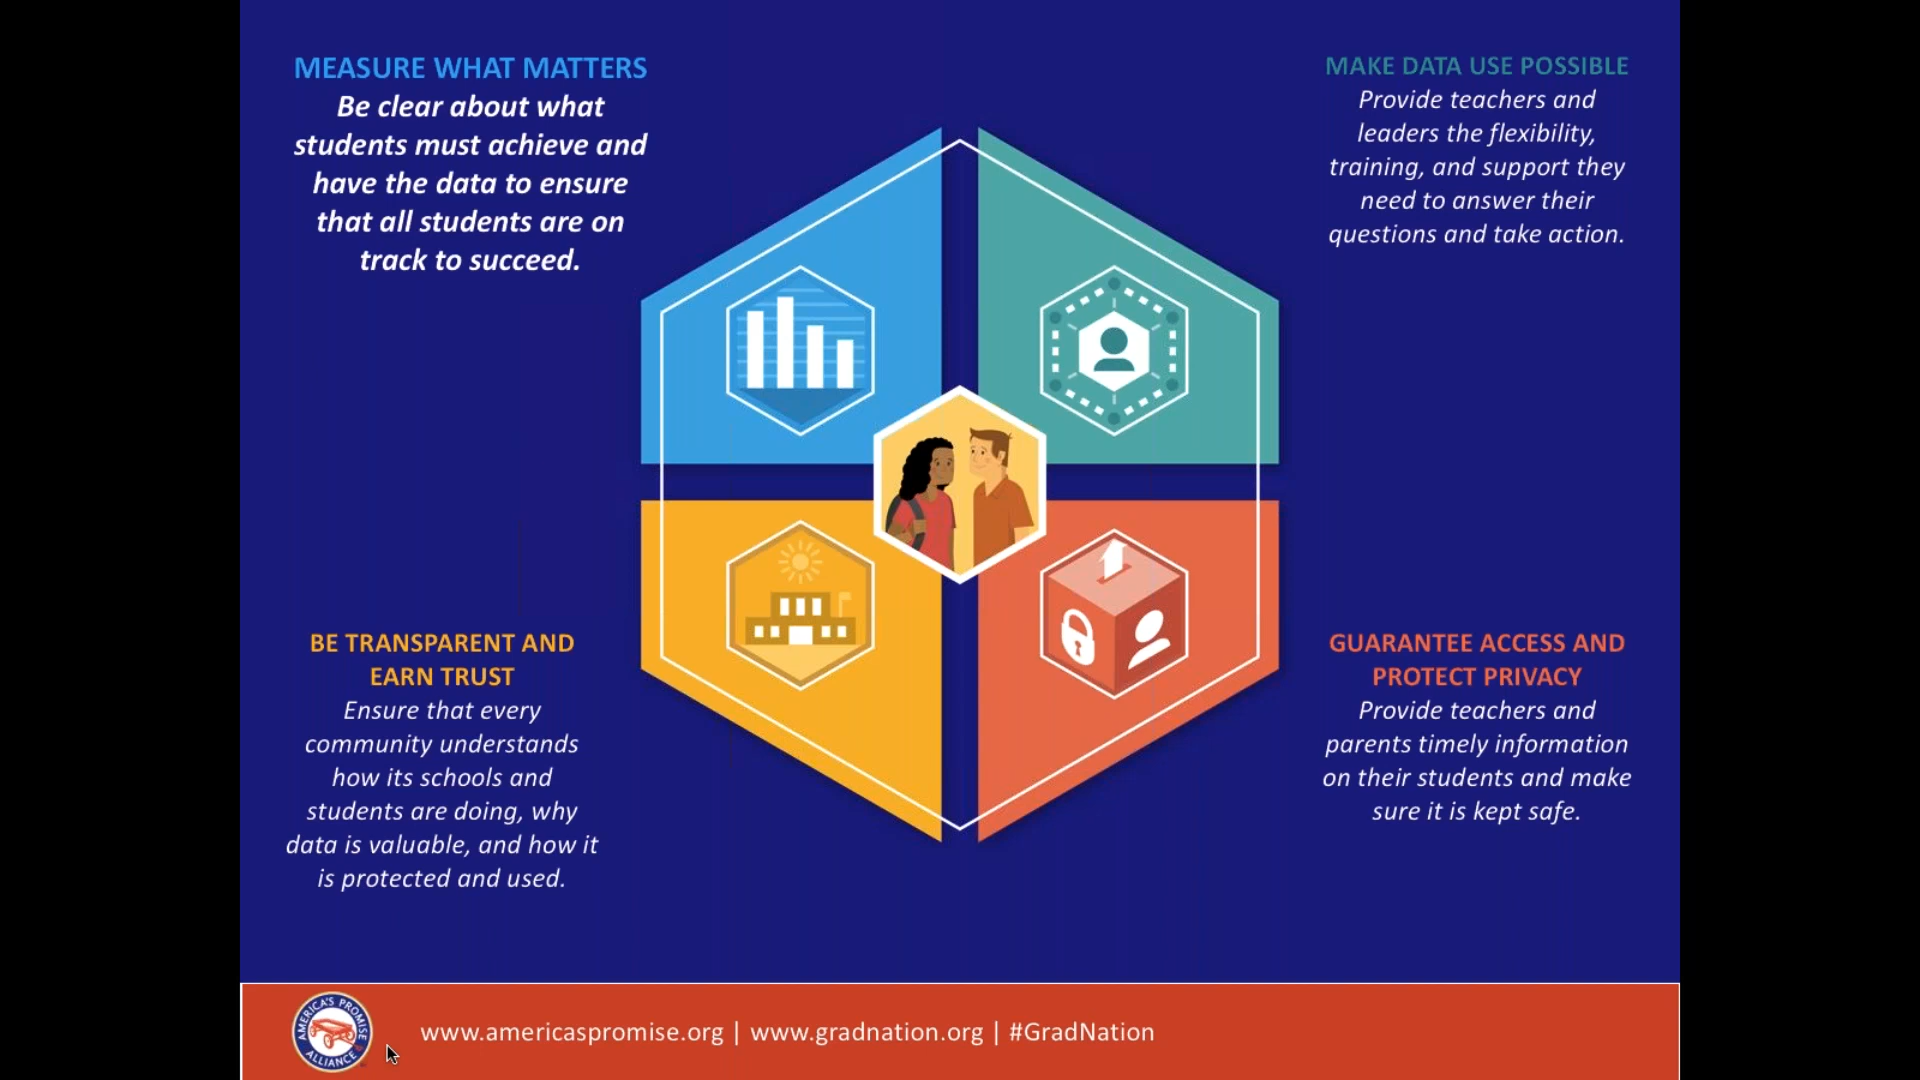 MEASURE WHAT MATTERS
Be clear about what
students must achieve and
have the data to ensure
that all students are on
track to succeed.
MAKE DATA USE POSSIBLE
Provide teachers and
leaders the flexibility,
training, and support they
need to answer their
questions and take action.
BE TRANSPARENT AND
EARN TRUST
Ensure that every
community understands
how its schools and
students are doing, why
data is valuable, and how it
is protected and used.
GUARANTEE ACCESS AND
PROTECT PRIVACY
Provide teachers and
parents timely information
on their students and make
sure it is kept safe.
AMERICA'S PROMISE
ALLIANCE
www.americaspromise.org | www.gradnation.org | #GradNation